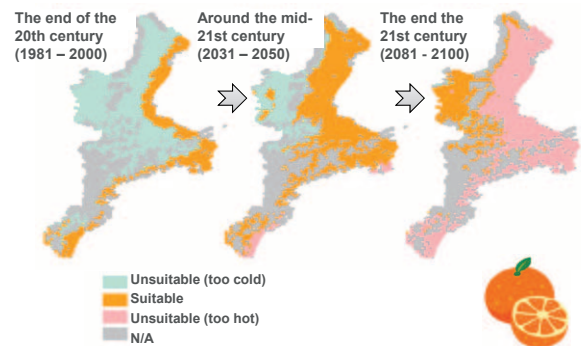 The end of the
20th century
(1981 – 2000)
Around the mid-
21st century
(2031 – 2050)
The end the
21st century
(2081 - 2100)
Unsuitable (too cold)
Suitable
Unsuitable (too hot)
N/A